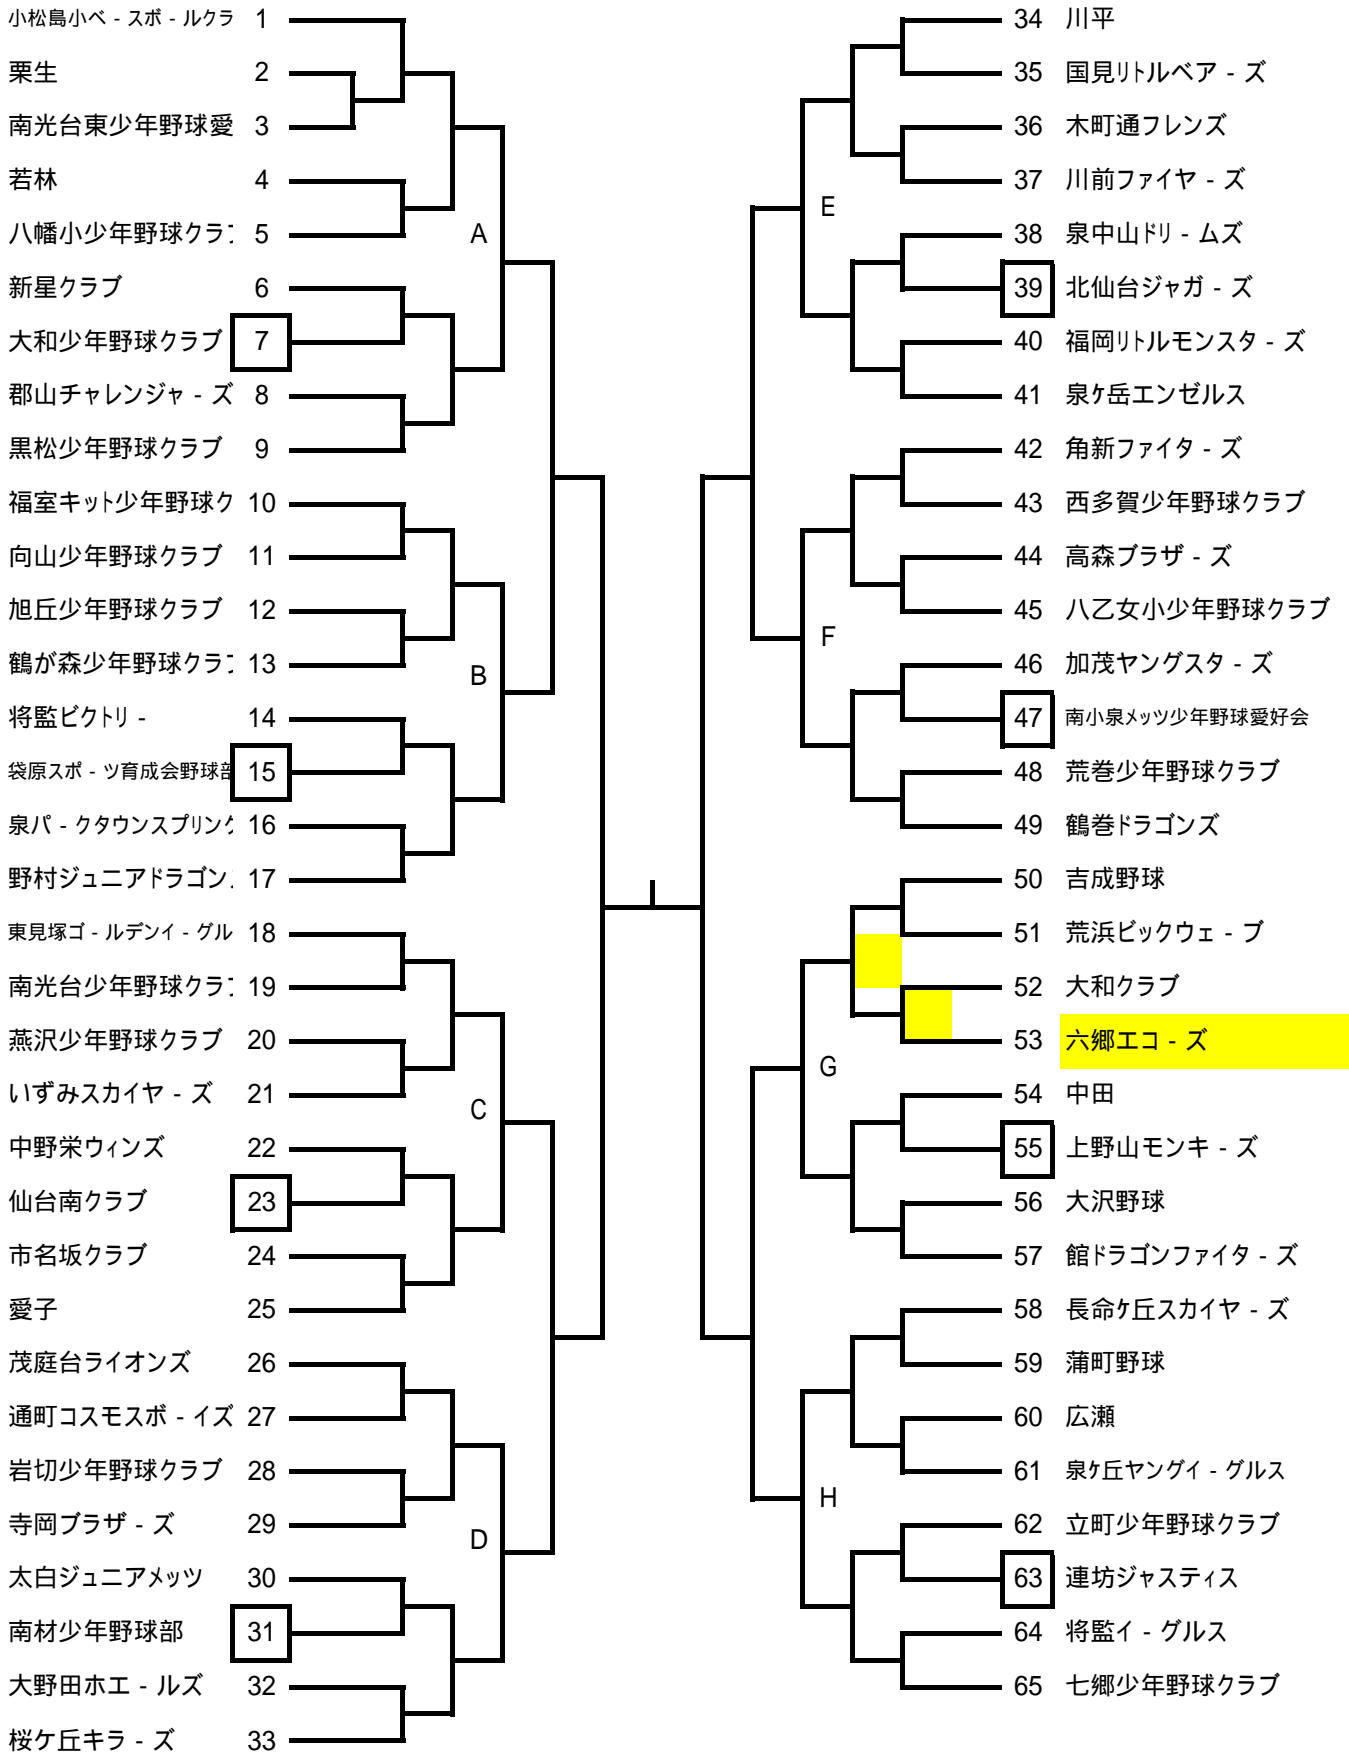 小松島小ベ - スボ - ルクラ 1
栗生 2
南光台東少年野球愛 3
若林 4
八幡小少年野球クラブ 5
A
新星クラブ 6
大和少年野球クラブ 7
郡山チャレンジャ - ズ 8
黒松少年野球クラブ 9
福室キット少年野球ク 10
向山少年野球クラブ 11
旭丘少年野球クラブ 12
鶴が森少年野球クラブ 13
B
将監ビクトリ - 14
袋原スポ - ツ育成会野球部 15
泉パ - クタウンスプリング 16
野村ジュニアドラゴン 17
東見塚ゴ - ルデンイ - グル 18
南光台少年野球クラブ 19
燕沢少年野球クラブ 20
いずみスカイヤ - ズ 21
C
中野栄ウィンズ 22
仙台南クラブ 23
市名坂クラブ 24
愛子 25
茂庭台ライオンズ 26
通町コスモスボ - イズ 27
岩切少年野球クラブ 28
寺岡ブラザ - ズ 29
D
太白ジュニアメッツ 30
南材少年野球部 31
大野田ホエ - ルズ 32
桜ケ丘キラ - ズ 33
34 川平
35 国見リトルベア - ズ
36 木町通フレンズ
37 川前ファイヤ - ズ
E
38 泉中山ドリ - ムズ
39 北仙台ジャガ - ズ
40 福岡リトルモンスタ - ズ
41 泉ケ岳エンゼルス
42 角新ファイタ - ズ
43 西多賀少年野球クラブ
44 高森ブラザ - ズ
45 八乙女小少年野球クラブ
F
46 加茂ヤングスタ - ズ
47 南小泉メッツ少年野球愛好会
48 荒巻少年野球クラブ
49 鶴巻ドラゴンズ
50 吉成野球
51 荒浜ビックウェ - ブ
52 大和クラブ
53 六郷エコ - ズ
G
54 中田
55 上野山モンキ - ズ
56 大沢野球
57 館ドラゴンファイタ - ズ
58 長命ケ丘スカイヤ - ズ
59 蒲町野球
60 広瀬
61 泉ケ丘ヤングイ - グルス
H
62 立町少年野球クラブ
63 連坊ジャスティス
64 将監イ - グルス
65 七郷少年野球クラブ